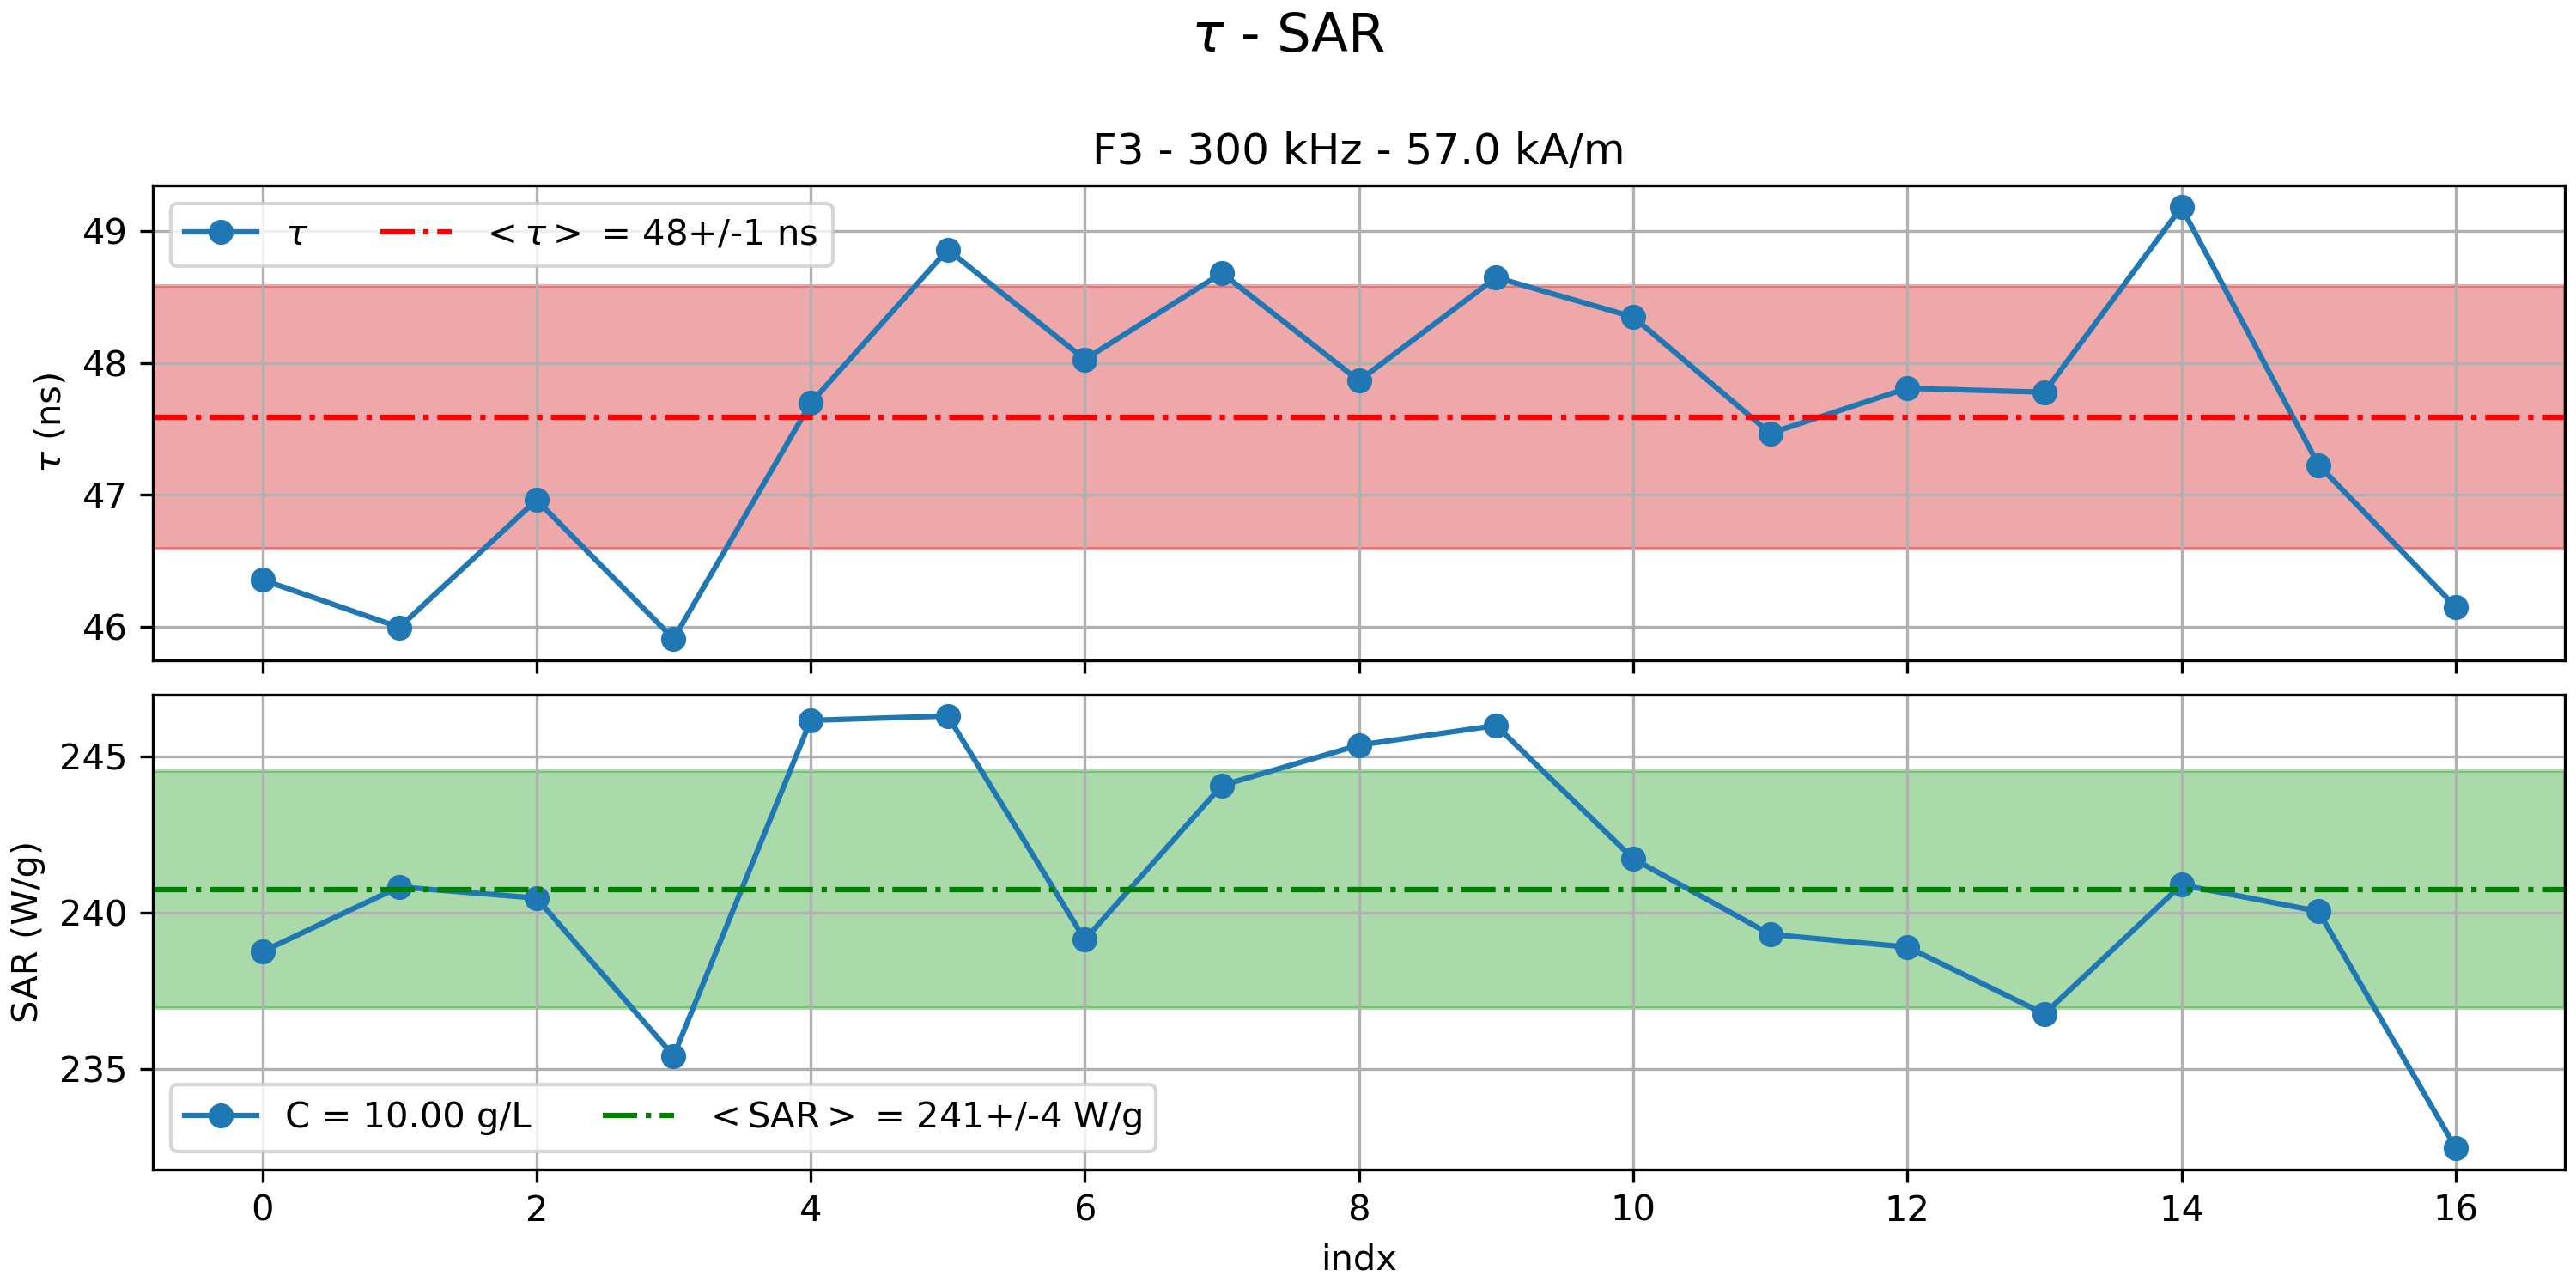 τ - SAR
F3 - 300 kHz - 57.0 kA/m
τ <τ> = 48+/-1 ns
49
48
47
46
τ (ns)
245
240
235
SAR (W/g)
C = 10.00 g/L <SAR> = 241+/-4 W/g
0 2 4 6 8 10 12 14 16
indx